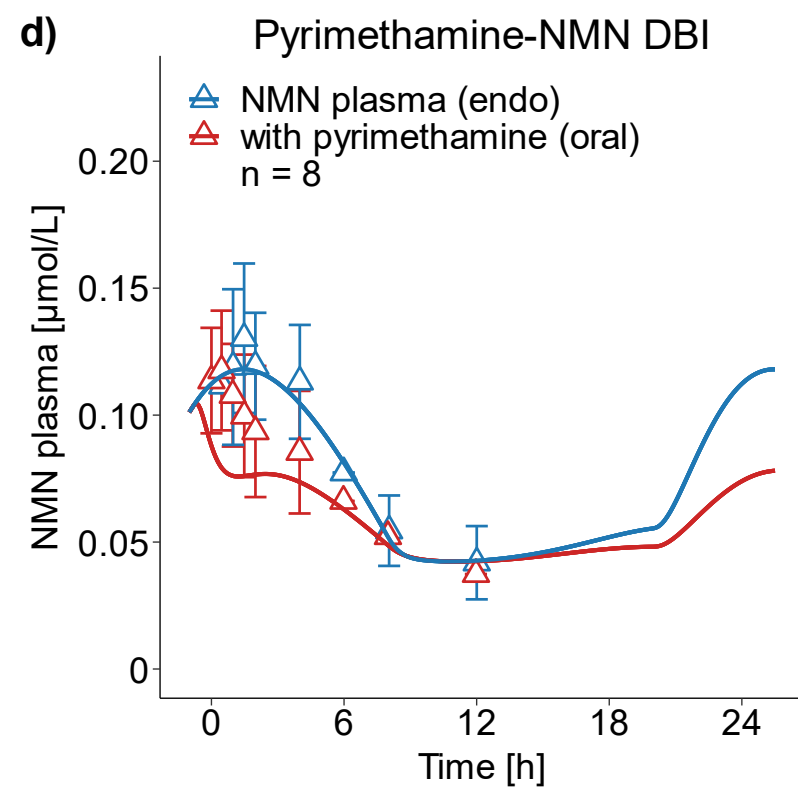 d)
Pyrimethamine-NMN DBI
NMN plasma (endo)
with pyrimethamine (oral)
n = 8
NMN plasma [µmol/L]
0.20
0.15
0.10
0.05
0
0 6 12 18 24
Time [h]